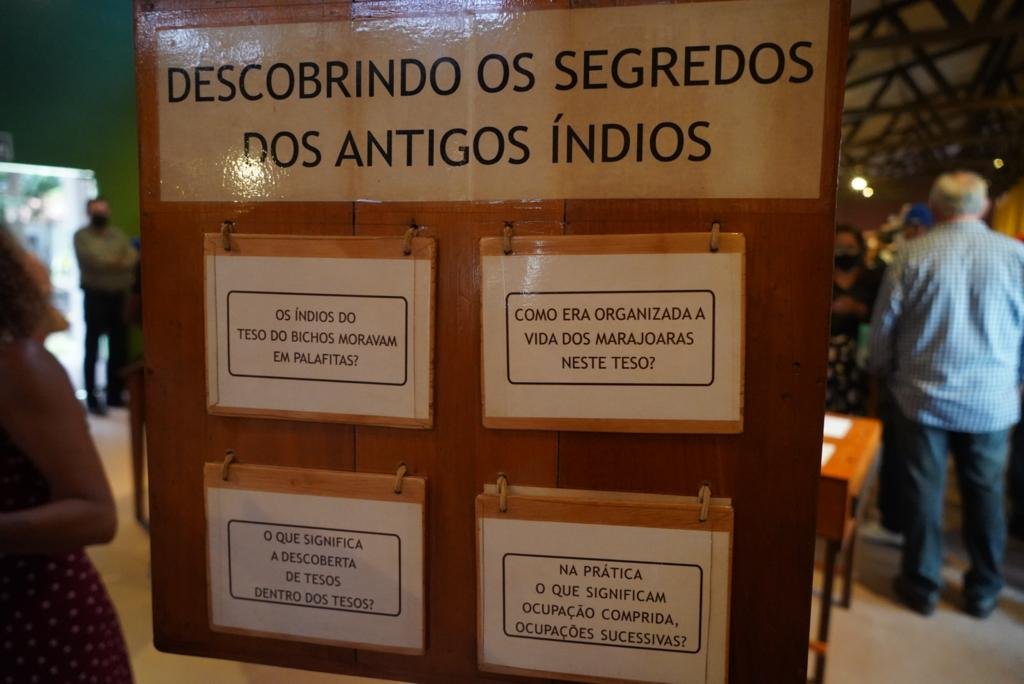 DESCOBRINDO OS SEGREDOS
DOS ANTIGOS ÍNDIOS
OS ÍNDIOS DO
TESO DO BICHOS MORAVAM
EM PALAFITAS?
COMO ERA ORGANIZADA A
VIDA DOS MARAJOARAS
NESTE TESO?
O QUE SIGNIFICA
A DESCOBERTA
DE TESOS
DENTRO DOS TESOS?
NA PRÁTICA
O QUE SIGNIFICAM
OCUPAÇÃO COMPRIDA,
OCUPAÇÕES SUCESSIVAS?